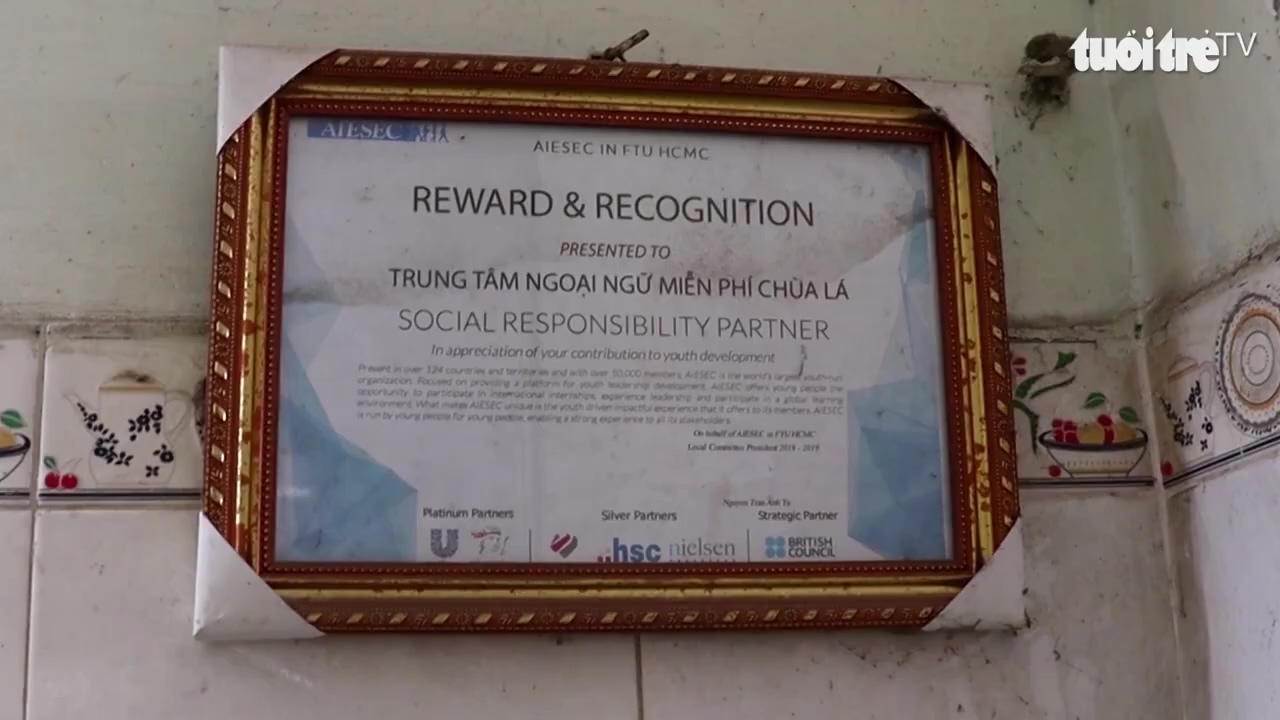 tuổi trẻ TV
AIESEC
AIESEC IN FTU HCMC
REWARD & RECOGNITION
PRESENTED TO
TRUNG TÂM NGOẠI NGỮ MIỄN PHÍ CHÙA LÁ
SOCIAL RESPONSIBILITY PARTNER
In appreciation of your contribution to youth development
Present in over 124 countries and territories and with over 50,000 members, AIESEC is the world's largest youth-run
organization. Focused on providing a platform for youth leadership development, AIESEC offers young people the
opportunity to participate in international internships, experience leadership and participate in a global learning
environment. What makes AIESEC unique is the youth driven impactful experience that it offers to its members. AIESEC
is run by young people for young people, enabling a strong experience to all its stakeholders.
On behalf of AIESEC in FTU HCMC
Local Committee President 2018 - 2019
Nguyen Tran Anh Ty
Platinum Partners
Silver Partners
Strategic Partner
hsc
nielsen
BRITISH
COUNCIL